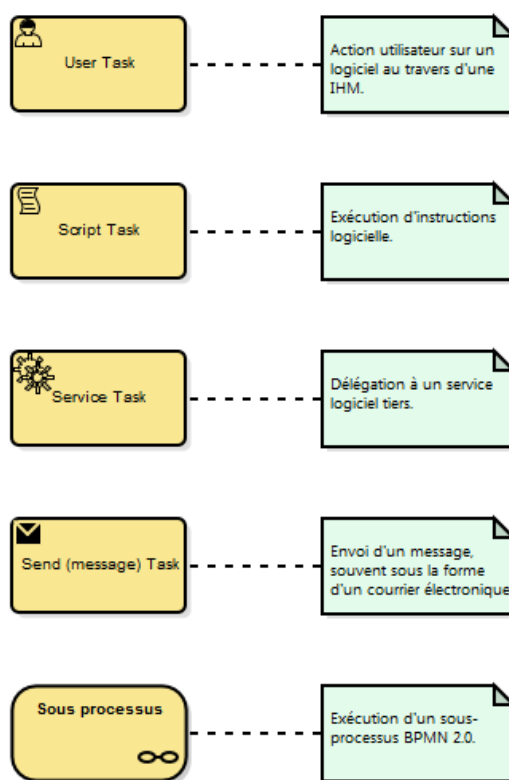 User Task
Action utilisateur sur un
logiciel au travers d'une
IHM.
Script Task
Exécution d'instructions
logicielle.
Service Task
Délégation à un service
logiciel tiers.
Send (message) Task
Envoi d'un message,
souvent sous la forme
d'un courrier électronique
Sous processus
Exécution d'un sous-
processus BPMN 2.0.